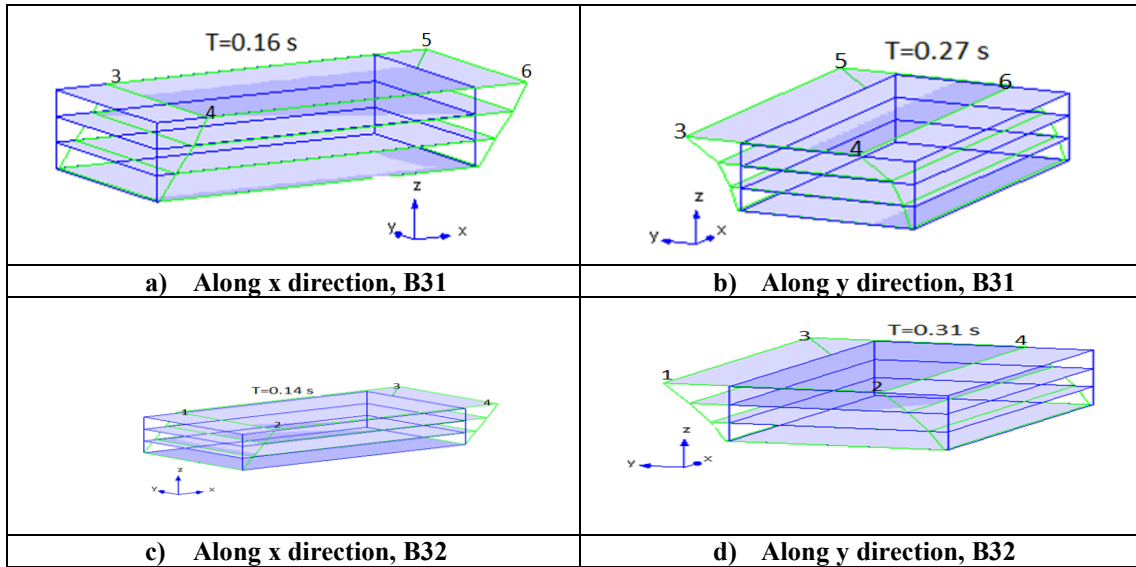 T=0.16 s
5
3
6
4
z
y
x
a) Along x direction, B31
T=0.27 s
5
6
3
4
z
y
x
b) Along y direction, B31
T=0.14 s
3
1
4
2
z
y
x
c) Along x direction, B32
T=0.31 s
3
4
1
2
z
y
x
d) Along y direction, B32